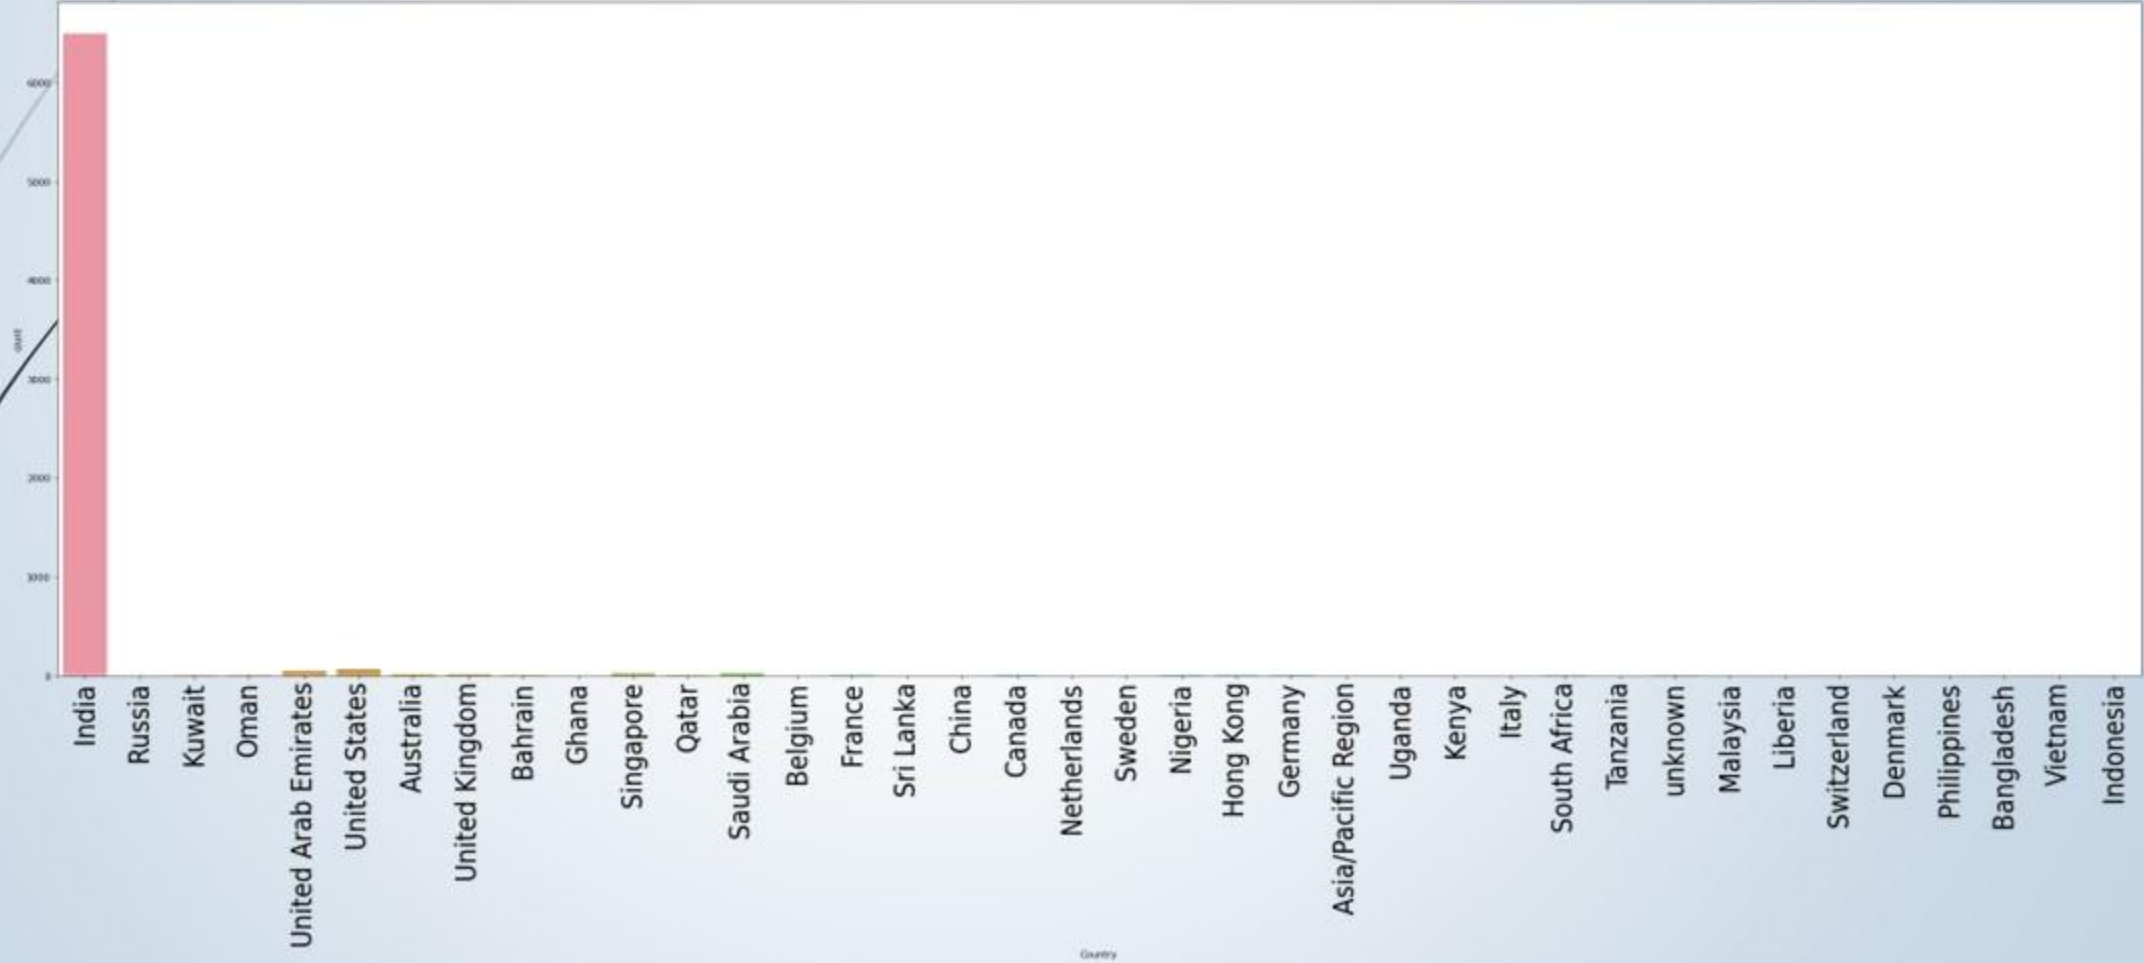 6000
5000
4000
3000
2000
1000
0
count
India
Russia
Kuwait
Oman
United Arab Emirates
United States
Australia
United Kingdom
Bahrain
Ghana
Singapore
Qatar
Saudi Arabia
Belgium
France
Sri Lanka
China
Canada
Netherlands
Sweden
Nigeria
Hong Kong
Germany
Asia/Pacific Region
Uganda
Kenya
Italy
South Africa
Tanzania
unknown
Malaysia
Liberia
Switzerland
Denmark
Philippines
Bangladesh
Vietnam
Indonesia
Country